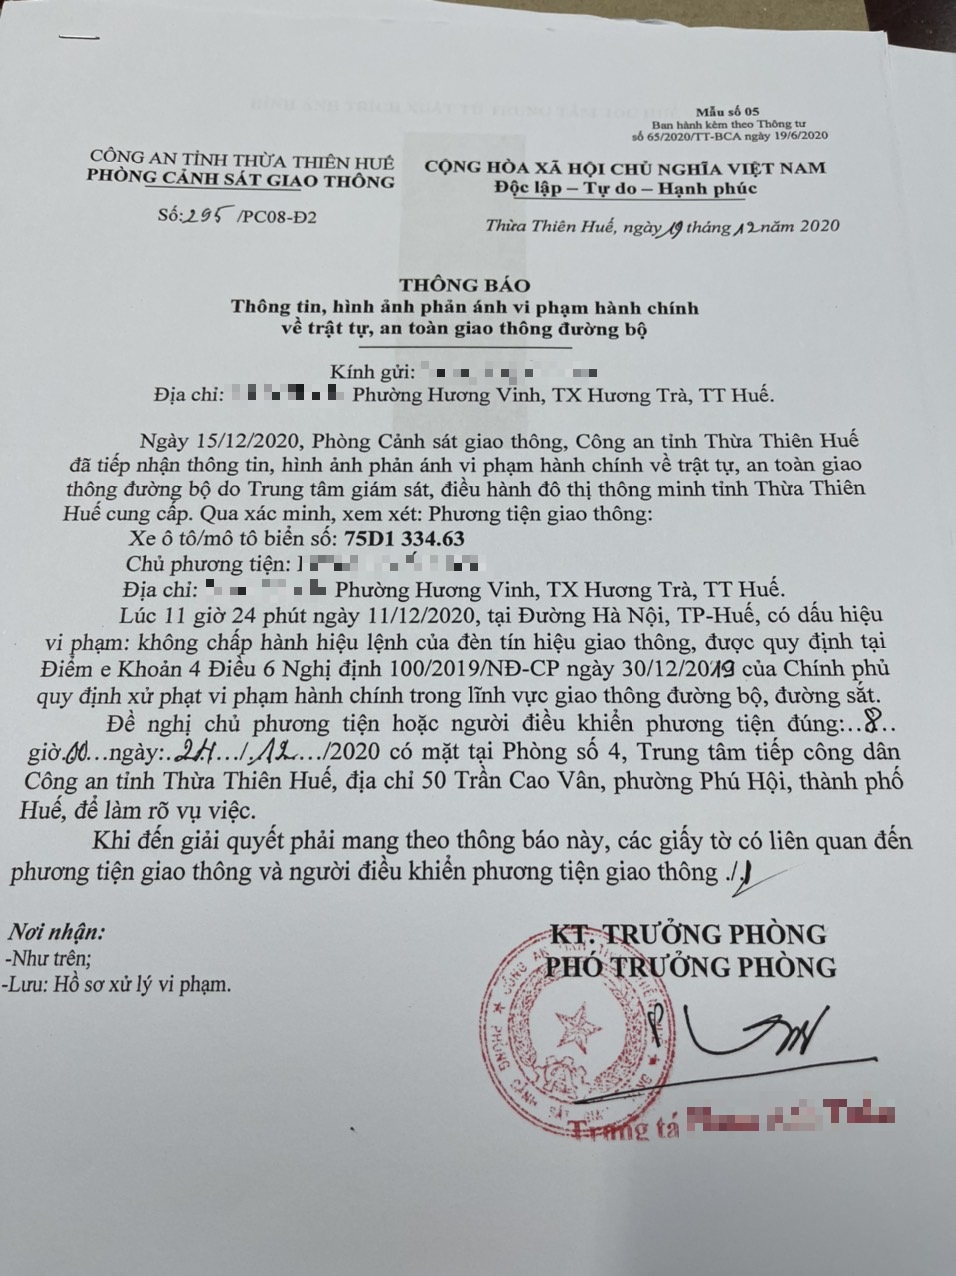 Mẫu số 05
Ban hành kèm theo Thông tư
số 65/2020/TT-BCA ngày 19/6/2020
CÔNG AN TỈNH THỪA THIÊN HUẾ
PHÒNG CẢNH SÁT GIAO THÔNG
CỘNG HÒA XÃ HỘI CHỦ NGHĨA VIỆT NAM
Độc lập – Tự do – Hạnh phúc
Số: 295 /PC08-Đ2
Thừa Thiên Huế, ngày 19 tháng 12 năm 2020
THÔNG BÁO
Thông tin, hình ảnh phản ánh vi phạm hành chính
về trật tự, an toàn giao thông đường bộ
Kính gửi:
Địa chỉ: Phường Hương Vinh, TX Hương Trà, TT Huế.
Ngày 15/12/2020, Phòng Cảnh sát giao thông, Công an tỉnh Thừa Thiên Huế
đã tiếp nhận thông tin, hình ảnh phản ánh vi phạm hành chính về trật tự, an toàn giao
thông đường bộ do Trung tâm giám sát, điều hành đô thị thông minh tỉnh Thừa Thiên
Huế cung cấp. Qua xác minh, xem xét: Phương tiện giao thông:
Xe ô tô/mô tô biển số: 75D1 334.63
Chủ phương tiện:
Địa chỉ: Phường Hương Vinh, TX Hương Trà, TT Huế.
Lúc 11 giờ 24 phút ngày 11/12/2020, tại Đường Hà Nội, TP-Huế, có dấu hiệu
vi phạm: không chấp hành hiệu lệnh của đèn tín hiệu giao thông, được quy định tại
Điểm e Khoản 4 Điều 6 Nghị định 100/2019/NĐ-CP ngày 30/12/2019 của Chính phủ
quy định xử phạt vi phạm hành chính trong lĩnh vực giao thông đường bộ, đường sắt.
Đề nghị chủ phương tiện hoặc người điều khiển phương tiện đúng:...8..
giờ.00...ngày:..24.../.12.../2020 có mặt tại Phòng số 4, Trung tâm tiếp công dân
Công an tỉnh Thừa Thiên Huế, địa chỉ 50 Trần Cao Vân, phường Phú Hội, thành phố
Huế, để làm rõ vụ việc.
Khi đến giải quyết phải mang theo thông báo này, các giấy tờ có liên quan đến
phương tiện giao thông và người điều khiển phương tiện giao thông ./.
Nơi nhận:
-Như trên;
-Lưu: Hồ sơ xử lý vi phạm.
KT. TRƯỞNG PHÒNG
PHÓ TRƯỞNG PHÒNG
Trung tá